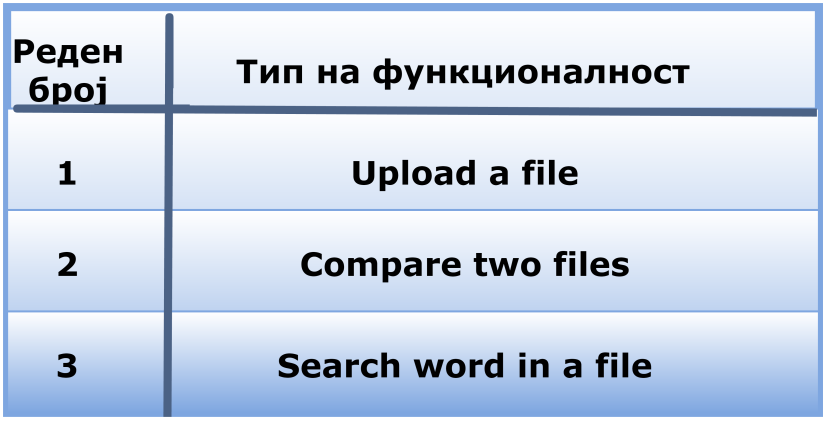 Реден
број
Тип на функционалност
1
Upload a file
2
Compare two files
3
Search word in a file